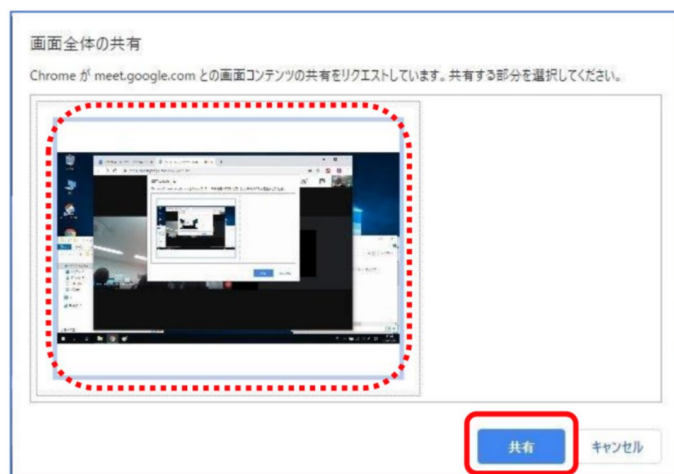 画面全体の共有
Chrome が meet.google.com との画面コンテンツの共有をリクエストしています。共有する部分を選択してください。
共有
キャンセル